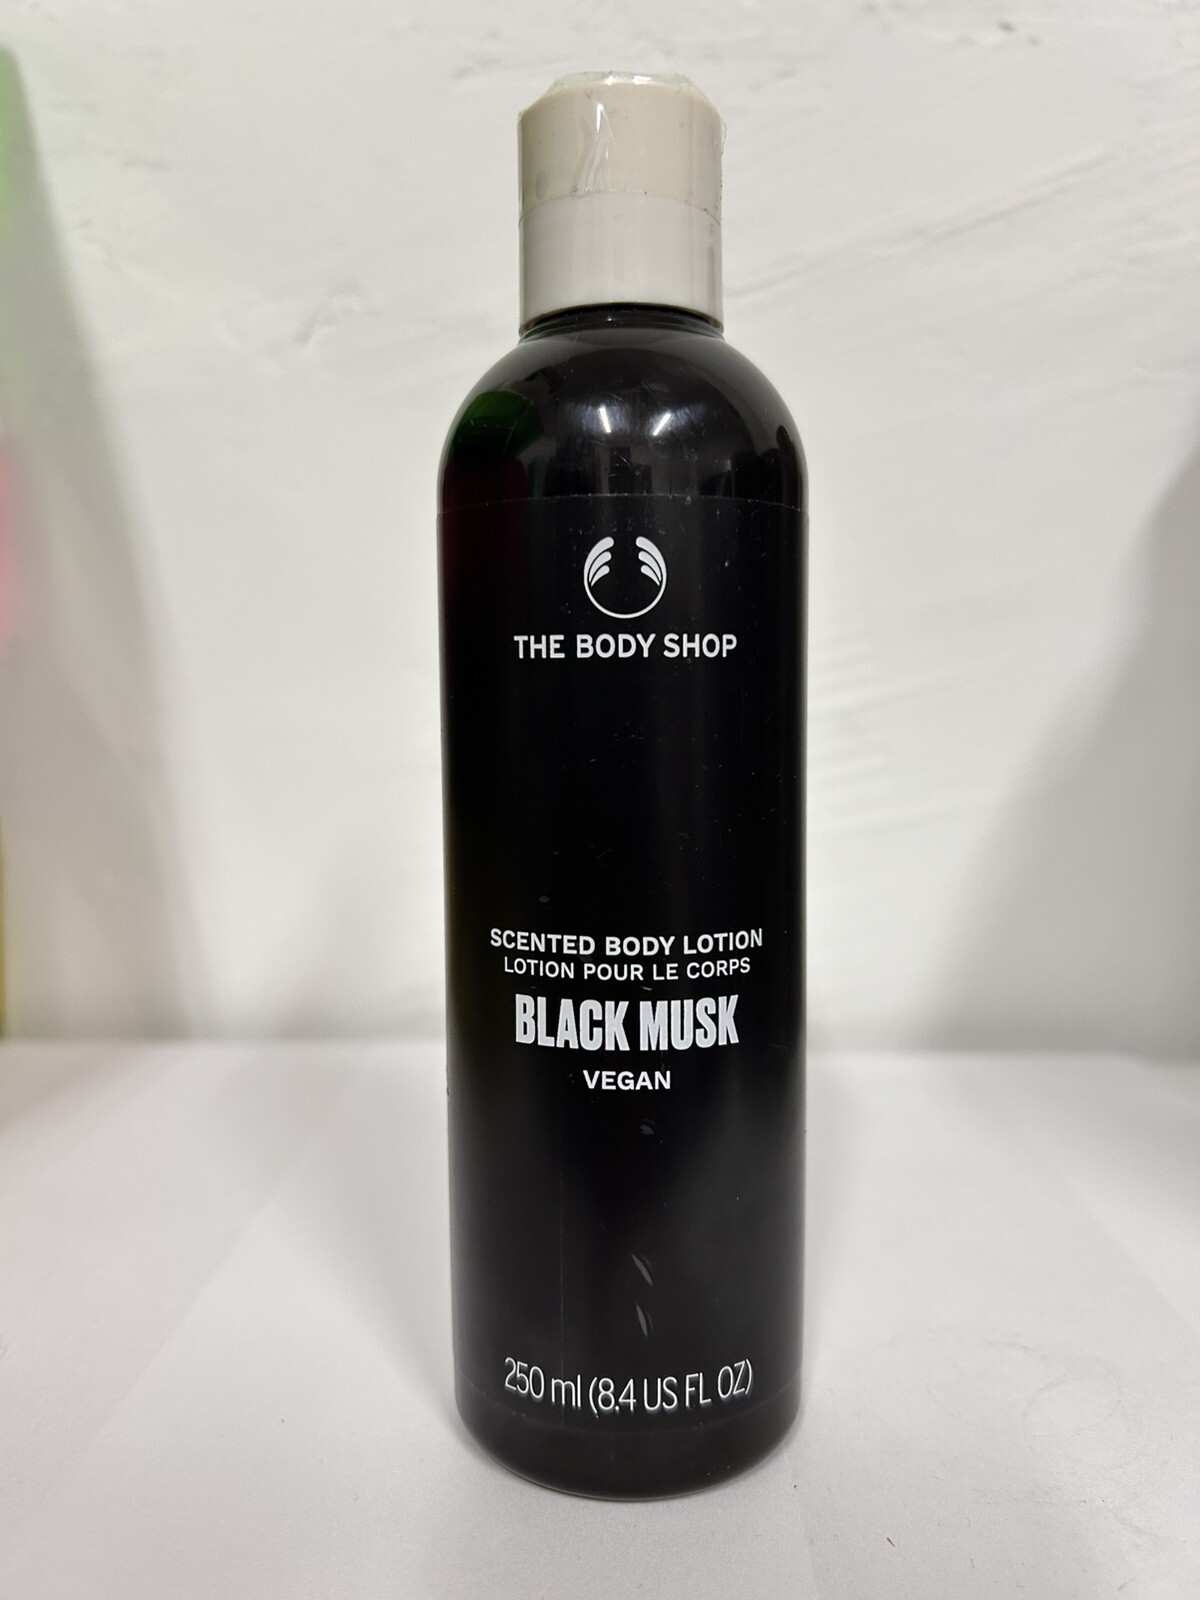 THE BODY SHOP
SCENTED BODY LOTION
LOTION POUR LE CORPS
BLACK MUSK
VEGAN
250 ml (8.4 US FL OZ)